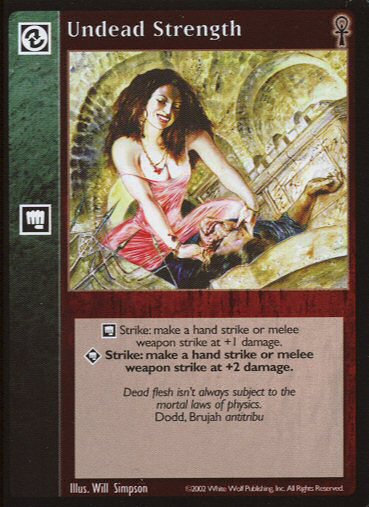 Undead Strength
Strike: make a hand strike or melee
weapon strike at +1 damage.
Strike: make a hand strike or melee
weapon strike at +2 damage.
Dead flesh isn't always subject to the
mortal laws of physics.
Dodd, Brujah antitribu
Illus. Will Simpson
©2002 White Wolf Publishing, Inc. All Rights Reserved.